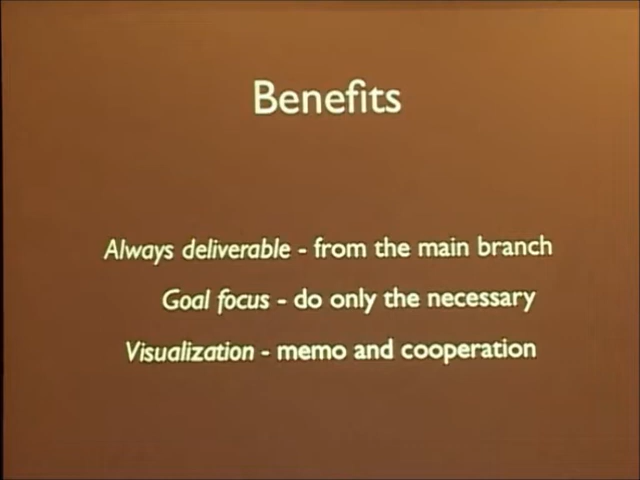 Benefits
Always deliverable - from the main branch
Goal focus - do only the necessary
Visualization - memo and cooperation